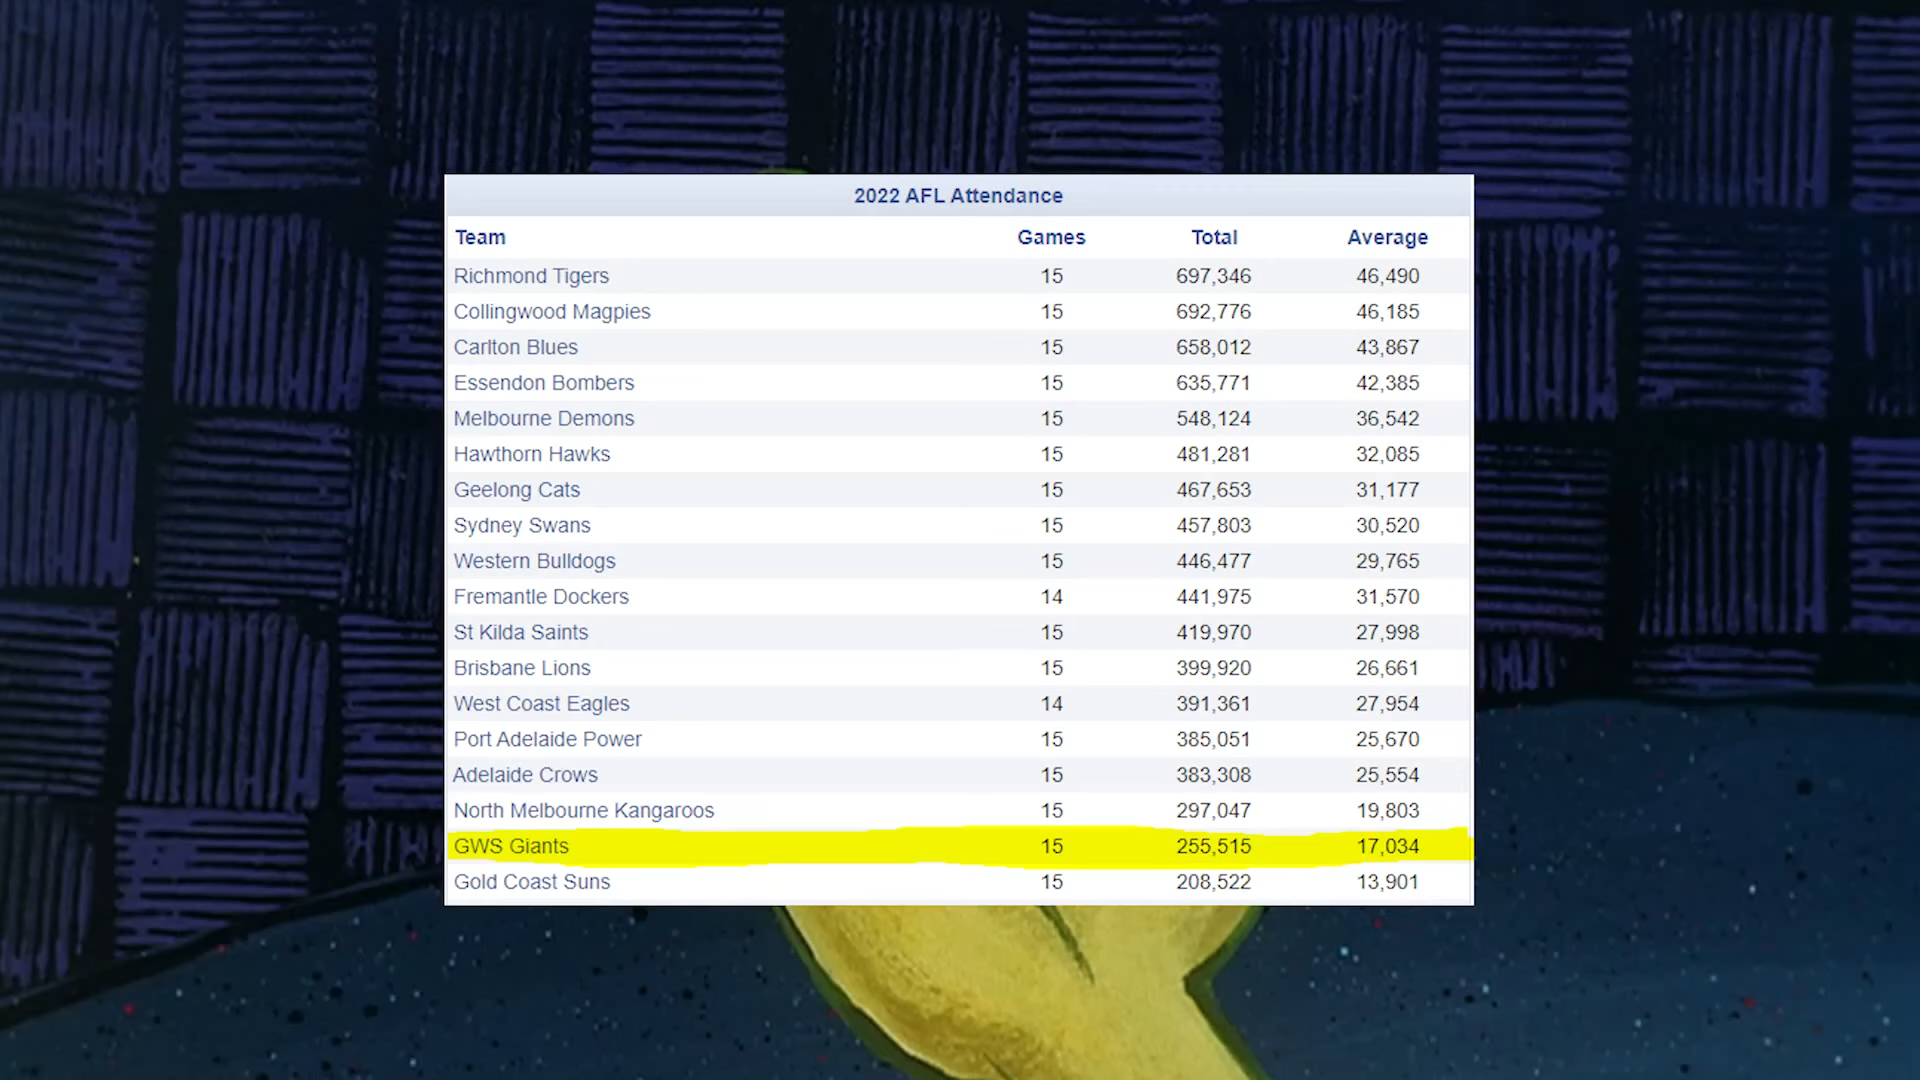 2022 AFL Attendance
Team Games Total Average
Richmond Tigers 15 697,346 46,490
Collingwood Magpies 15 692,776 46,185
Carlton Blues 15 658,012 43,867
Essendon Bombers 15 635,771 42,385
Melbourne Demons 15 548,124 36,542
Hawthorn Hawks 15 481,281 32,085
Geelong Cats 15 467,653 31,177
Sydney Swans 15 457,803 30,520
Western Bulldogs 15 446,477 29,765
Fremantle Dockers 14 441,975 31,570
St Kilda Saints 15 419,970 27,998
Brisbane Lions 15 399,920 26,661
West Coast Eagles 14 391,361 27,954
Port Adelaide Power 15 385,051 25,670
Adelaide Crows 15 383,308 25,554
North Melbourne Kangaroos 15 297,047 19,803
GWS Giants 15 255,515 17,034
Gold Coast Suns 15 208,522 13,901